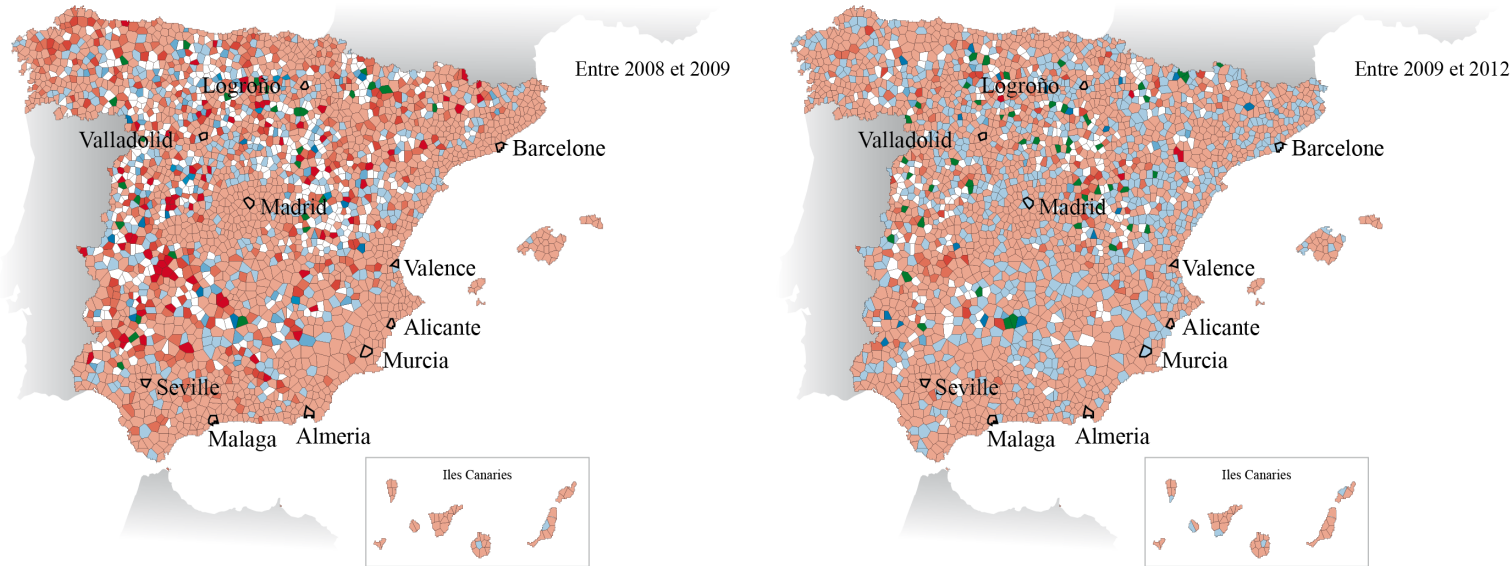 Entre 2008 et 2009
Logroño
Valladolid
Barcelone
Madrid
Valence
Alicante
Murcia
Seville
Malaga
Almeria
Iles Canaries
Entre 2009 et 2012
Logroño
Valladolid
Barcelone
Madrid
Valence
Alicante
Murcia
Seville
Malaga
Almeria
Iles Canaries